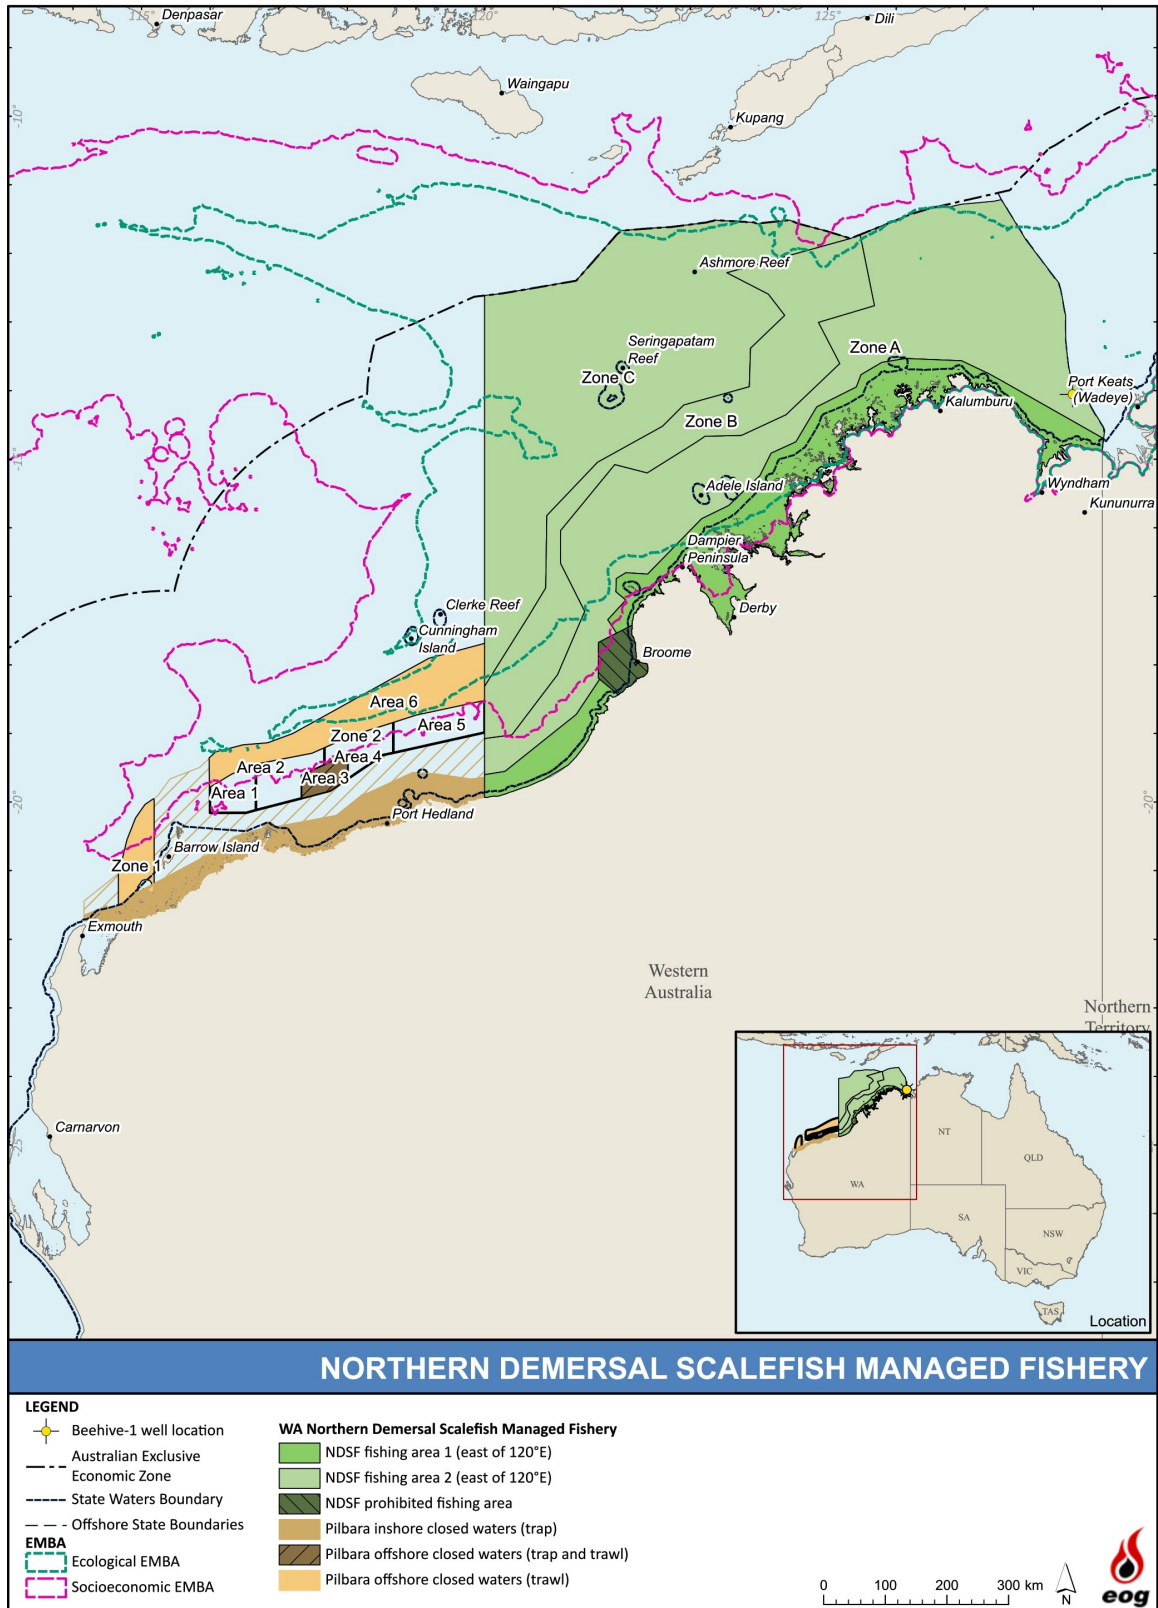 Denpasar
115°
120°
125°
Dili
Waingapu
-10°
Kupang
-10°
Ashmore Reef
Seringapatam
Reef
Zone A
Zone C
Port Keats
(Wadeye)
Kalumburu
Zone B
-15°
Adele Island
Wyndham
Kununurra
Dampier
Peninsula
Clerke Reef
Derby
Cunningham
Island
Broome
Area 6
Area 5
Zone 2
Area 4
Area 2
Area 3
Area 1
-20°
-20°
Port Hedland
Barrow Island
Zone 1
Exmouth
Western
Australia
Northern
Territory
Carnarvon
-25
NT
QLD
WA
SA
NSW
VIC
TAS
Location
NORTHERN DEMERSAL SCALEFISH MANAGED FISHERY
LEGEND
Beehive-1 well location
Australian Exclusive
Economic Zone
State Waters Boundary
Offshore State Boundaries
EMBA
Ecological EMBA
Socioeconomic EMBA
WA Northern Demersal Scalefish Managed Fishery
NDSF fishing area 1 (east of 120°E)
NDSF fishing area 2 (east of 120°E)
NDSF prohibited fishing area
Pilbara inshore closed waters (trap)
Pilbara offshore closed waters (trap and trawl)
Pilbara offshore closed waters (trawl)
0 100 200 300 km
N
eog